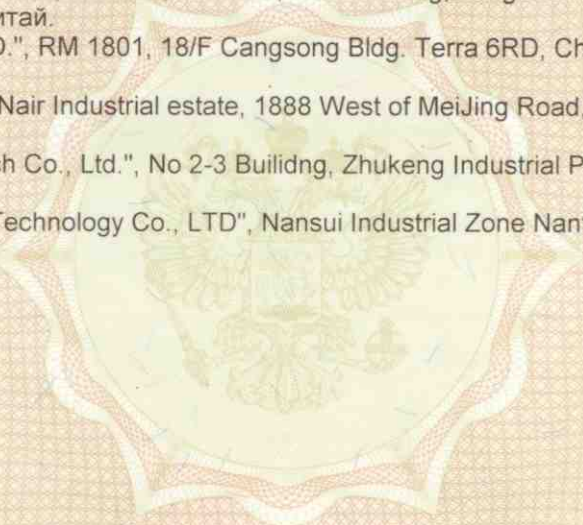 итай.
O.", RM 1801, 18/F Cangsong Bldg. Terra 6RD, Ch
Nair Industrial estate, 1888 West of MeiJing Road
h Co., Ltd.", No 2-3 Builidng, Zhukeng Industrial P
Technology Co., LTD", Nansui Industrial Zone Nan